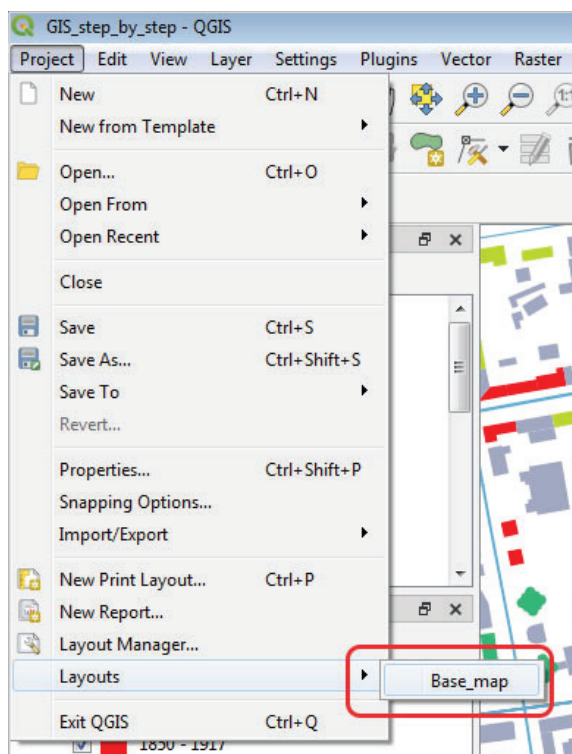 GIS_step_by_step - QGIS
Project Edit View Layer Settings Plugins Vector Raster
New Ctrl+N
New from Template
Open... Ctrl+O
Open From
Open Recent
Close
Save Ctrl+S
Save As... Ctrl+Shift+S
Save To
Revert...
Properties... Ctrl+Shift+P
Snapping Options...
Import/Export
New Print Layout... Ctrl+P
New Report...
Layout Manager...
Layouts
Base_map
Exit QGIS Ctrl+Q
1850 - 1917